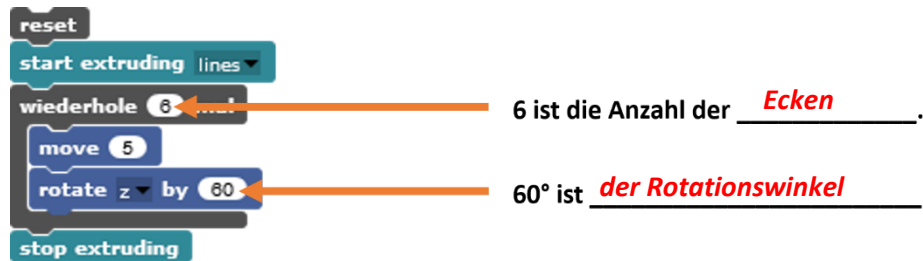 reset
start extruding lines
wiederhole 6 mal
6 ist die Anzahl der Ecken.
move 5
rotate z by 60
60° ist der Rotationswinkel
stop extruding